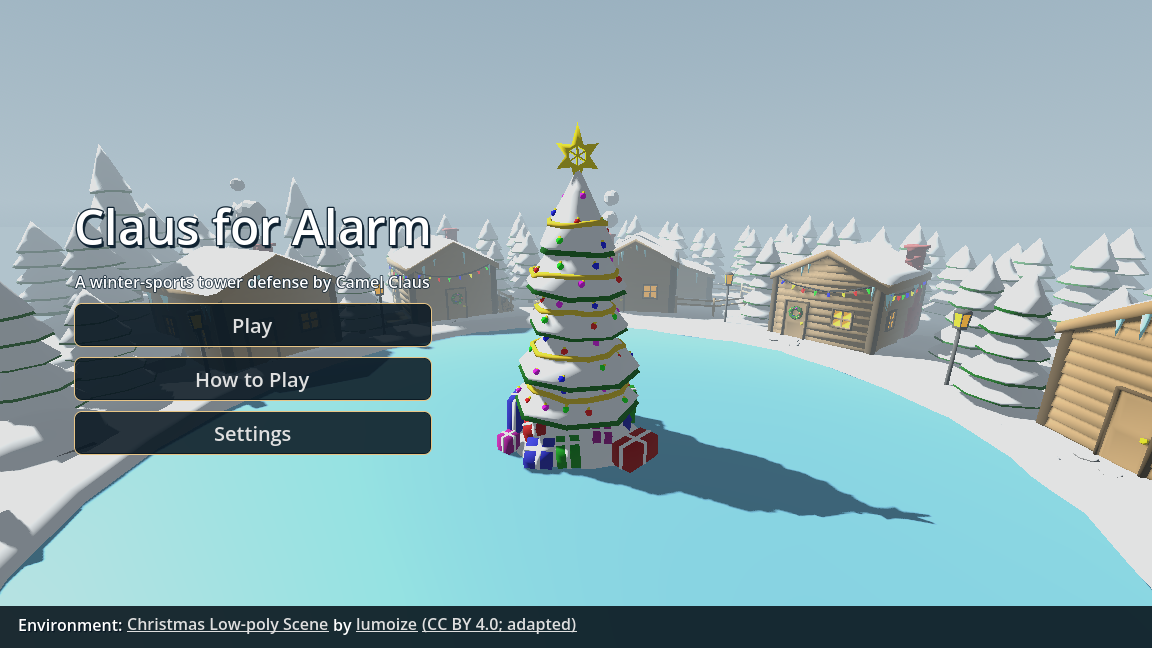 Claus for Alarm
A winter-sports tower defense by Camel Claus
Play
How to Play
Settings
Environment: Christmas Low-poly Scene by lumoize (CC BY 4.0; adapted)